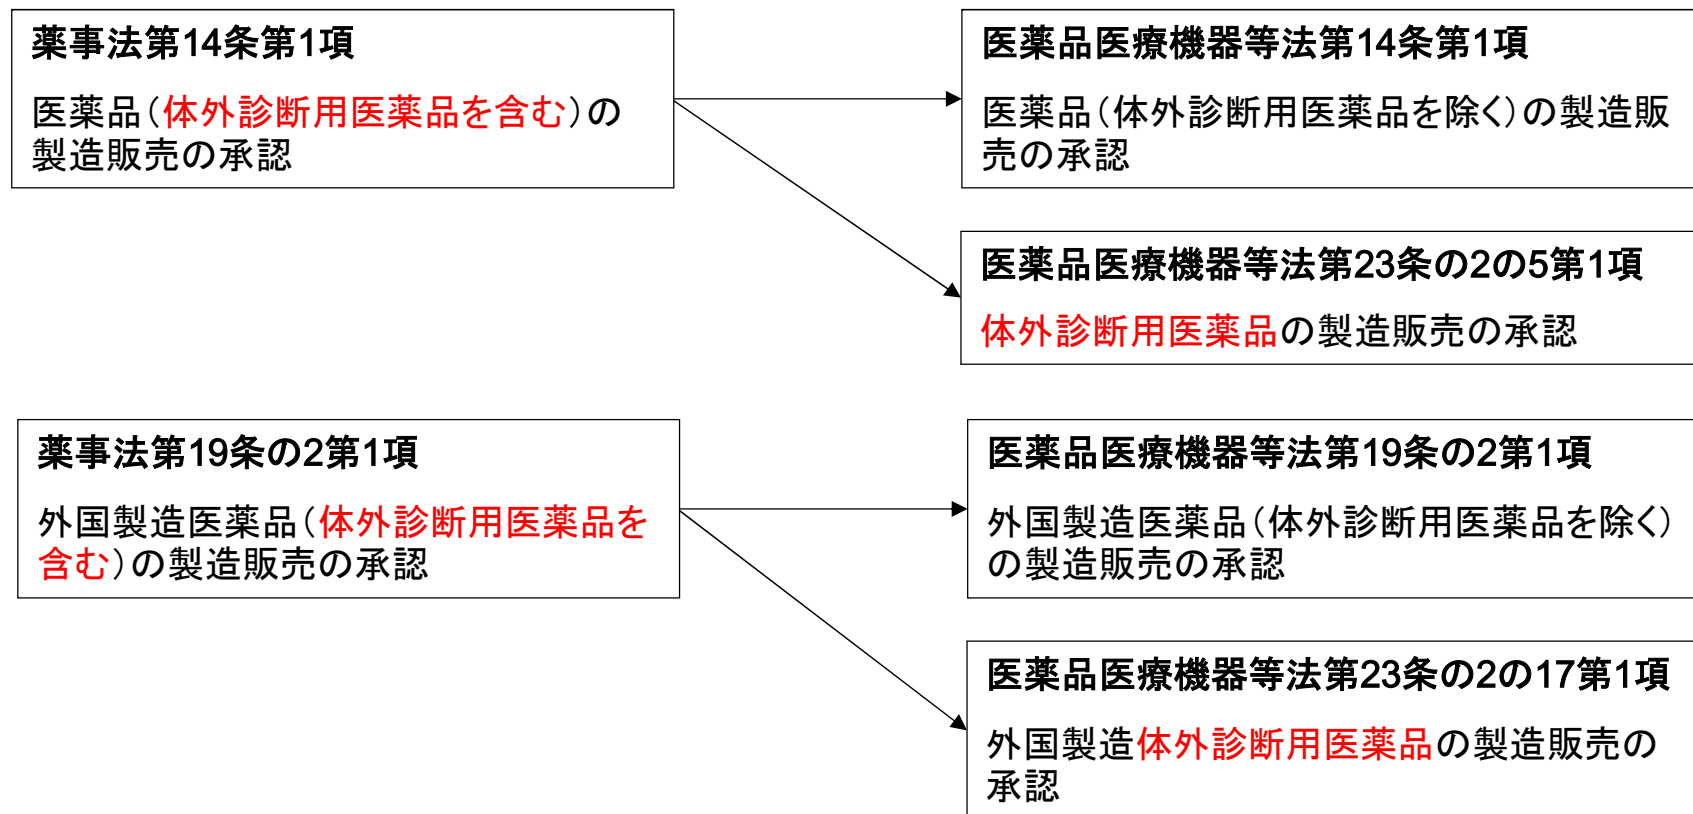 薬事法第14条第1項
医薬品（体外診断用医薬品を含む）の
製造販売の承認
医薬品医療機器等法第14条第1項
医薬品（体外診断用医薬品を除く）の製造販
売の承認
医薬品医療機器等法第23条の2の5第1項
体外診断用医薬品の製造販売の承認
薬事法第19条の2第1項
外国製造医薬品（体外診断用医薬品を
含む）の製造販売の承認
医薬品医療機器等法第19条の2第1項
外国製造医薬品（体外診断用医薬品を除く）
の製造販売の承認
医薬品医療機器等法第23条の2の17第1項
外国製造体外診断用医薬品の製造販売の
承認